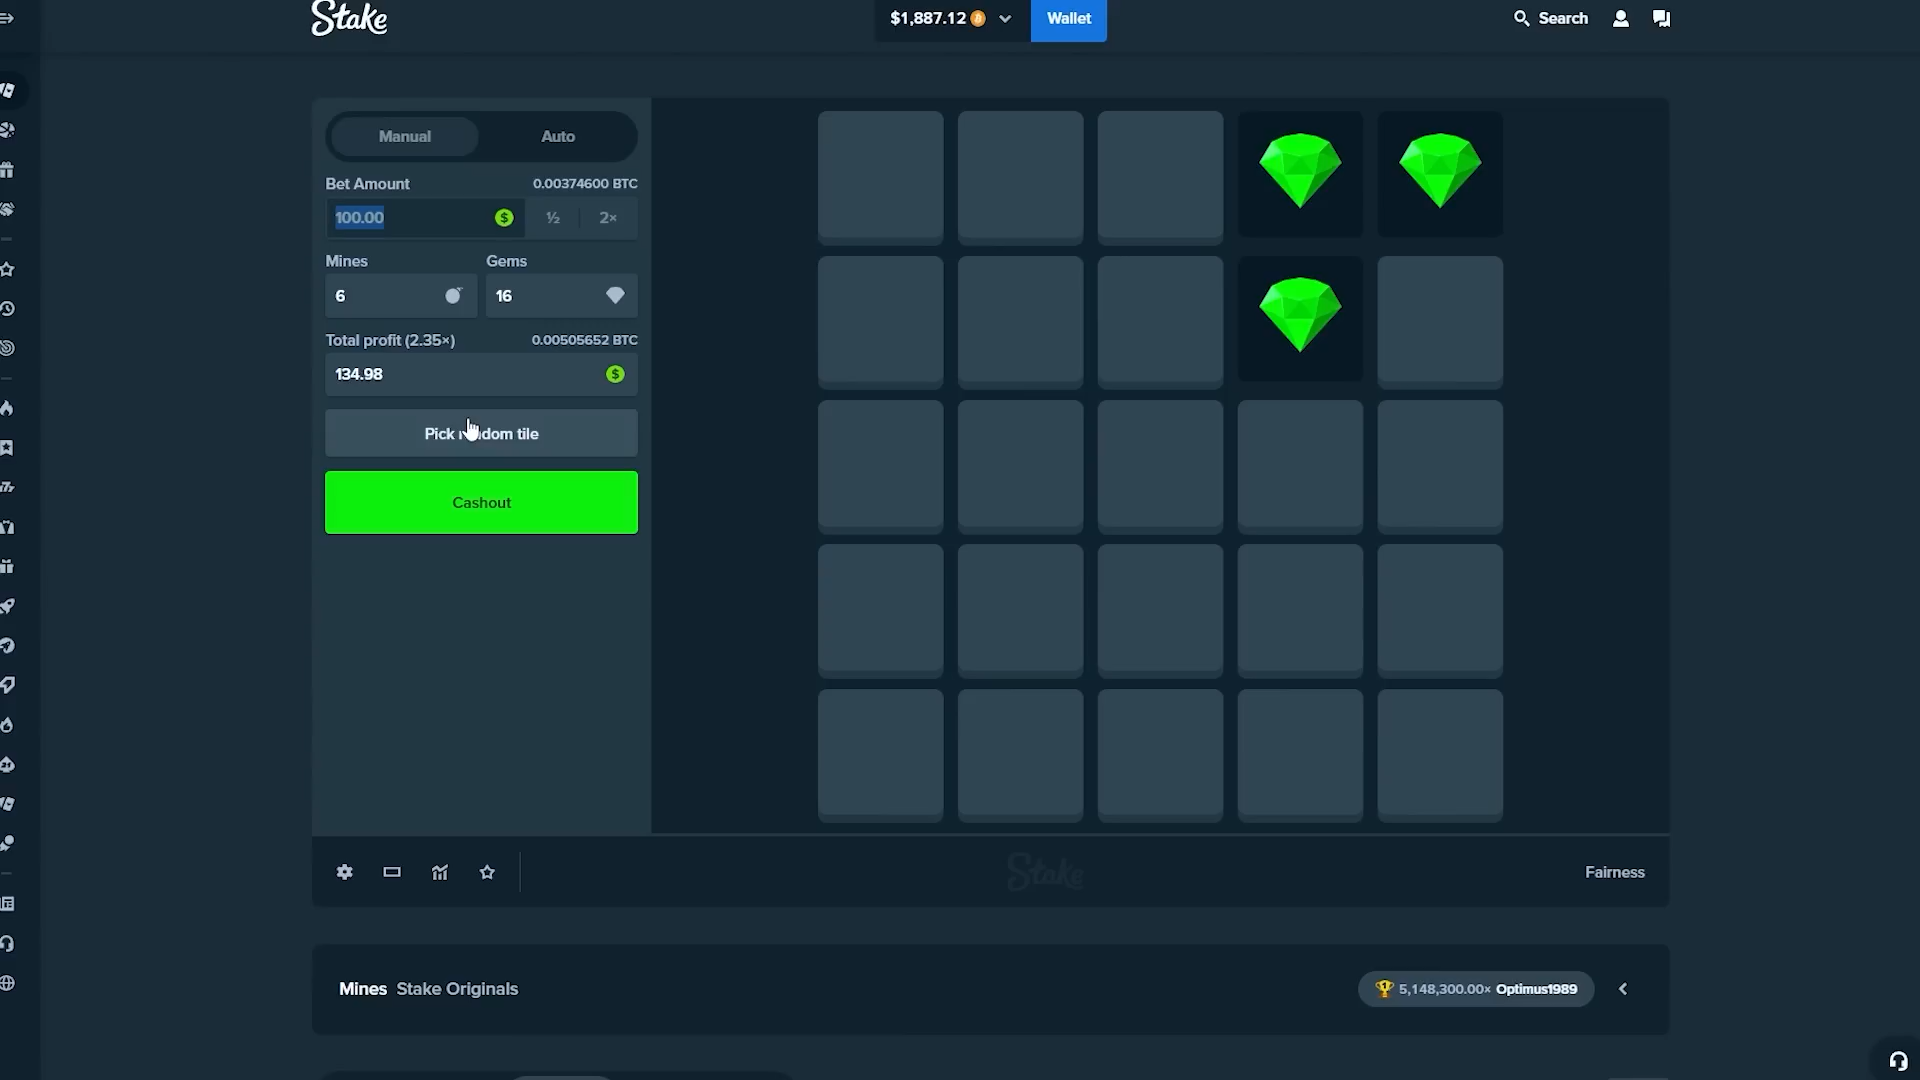 Stake
$1,887.12
Wallet
Search
Manual
Auto
Bet Amount
0.00374600 BTC
100.00
½
2×
Mines
Gems
6
16
Total profit (2.35×)
0.00505652 BTC
134.98
Pick random tile
Cashout
Stake
Fairness
Mines Stake Originals
5,148,300.00× Optimus1989